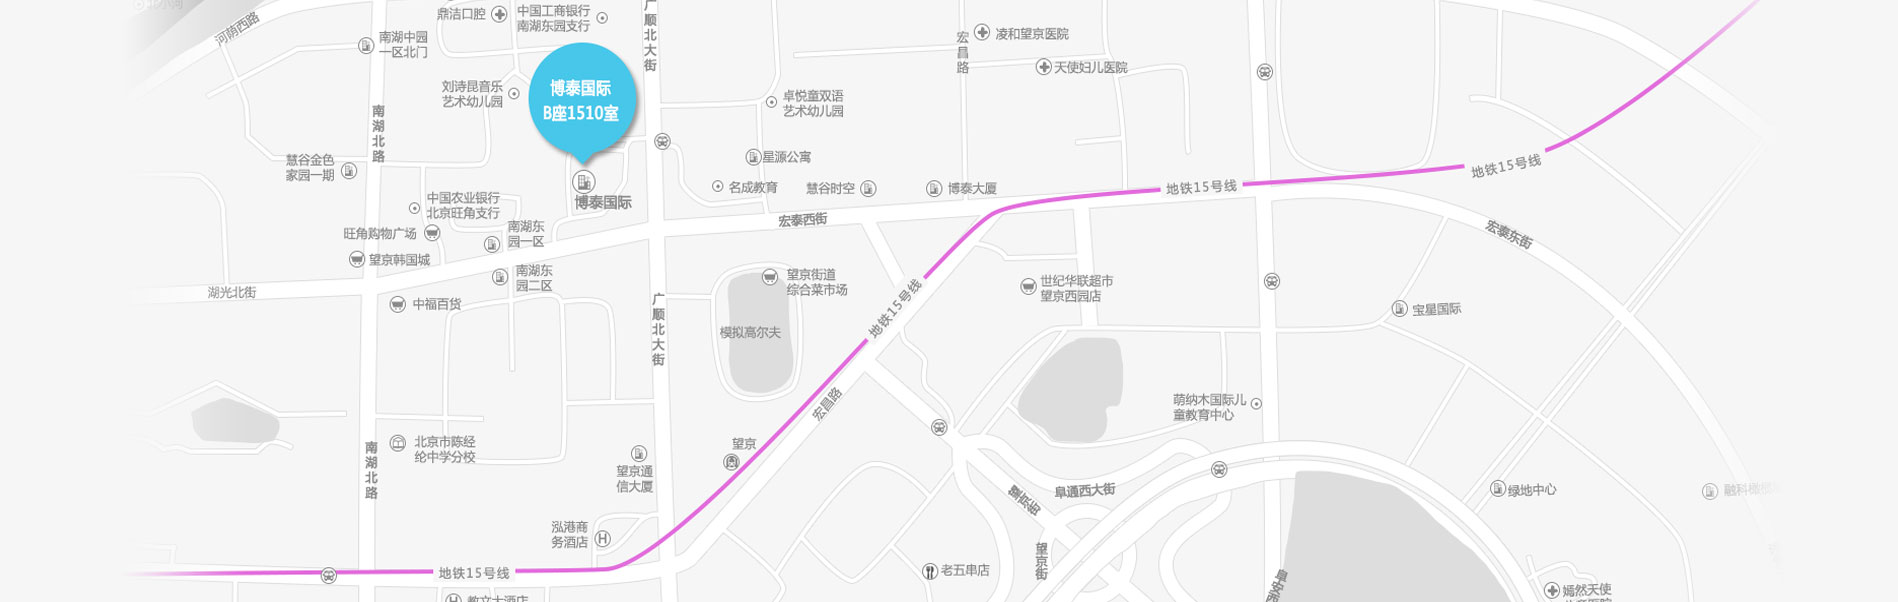 河荫西路
鼎洁口腔
中国工商银行
南湖东园支行
广顺北大街
南湖中园
一区北门
宏昌路
凌和望京医院
天使妇儿医院
刘诗昆音乐
艺术幼儿园
博泰国际
B座1510室
卓悦童双语
艺术幼儿园
南湖北路
慧谷金色
家园一期
星源公寓
名成教育
慧谷时空
博泰大厦
地铁15号线
地铁15号线
中国农业银行
北京旺角支行
博泰国际
宏泰西街
宏泰东街
旺角购物广场
南湖东
园一区
望京韩国城
南湖东
园二区
湖光北街
中福百货
广顺北大街
望京街道
综合菜市场
模拟高尔夫
地铁15号线
世纪华联超市
望京西园店
宝星国际
宏昌路
萌纳木国际儿
童教育中心
北京市陈经
纶中学分校
南湖北路
望京
望京通
信大厦
望京街
阜通西大街
绿地中心
泓港商
务酒店
望京街
地铁15号线
老五串店
嫣然天使
教文大酒店